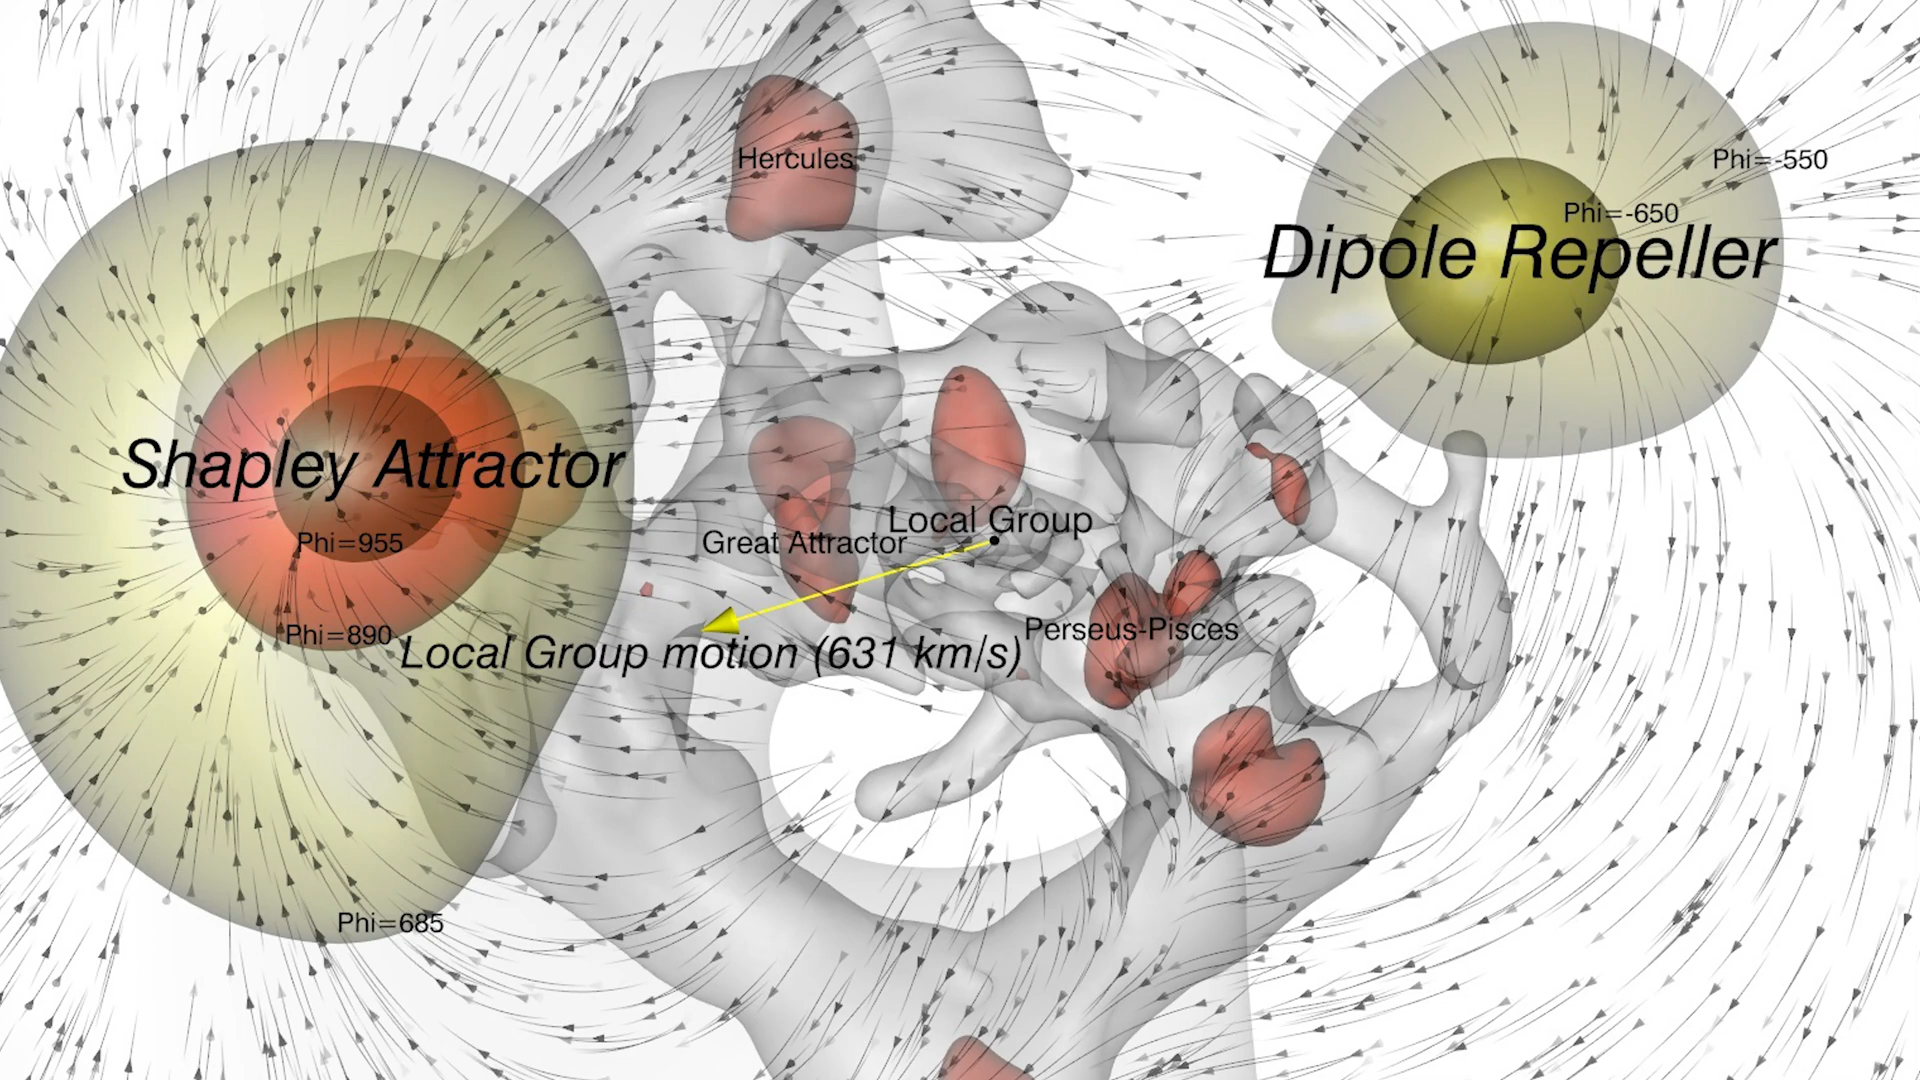 Hercules
Phi=-550
Phi=-650
Dipole Repeller
Shapley Attractor
Local Group
Great Attractor
Phi=955
Phi=890
Local Group motion (631 km/s)
Perseus-Pisces
Phi=685